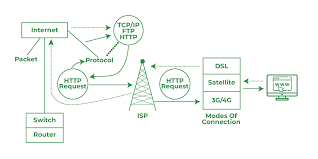 TCP/IP
FTP
HTTP
Internet
Packet
Protocol
HTTP
Request
HTTP
Request
DSL
Satellite
3G/4G
WWW
Switch
Router
ISP
Modes Of
Connection